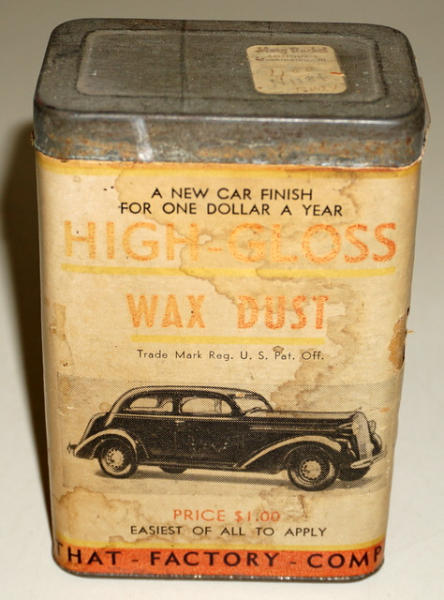 A NEW CAR FINISH
FOR ONE DOLLAR A YEAR
HIGH-GLOSS
WAX DUST
Trade Mark Reg. U. S. Pat. Off.
PRICE $1.00
EASIEST OF ALL TO APPLY
THAT - FACTORY - COMP